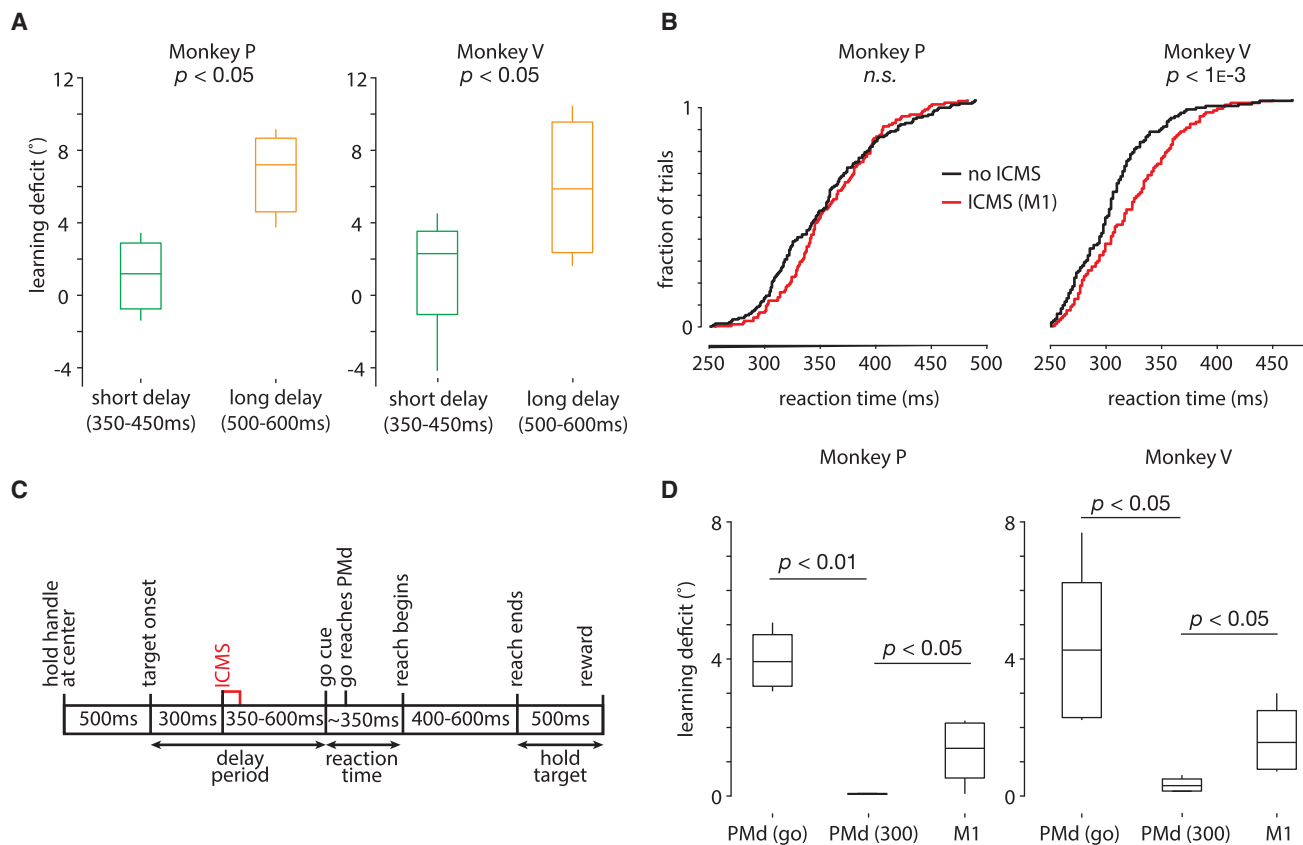 A
Monkey P
p < 0.05
Monkey V
p < 0.05
learning deficit (°)
12
8
4
0
-4
12
8
4
0
-4
short delay
(350-450ms)
long delay
(500-600ms)
short delay
(350-450ms)
long delay
(500-600ms)
B
Monkey P
n.s.
Monkey V
p < 1E-3
fraction of trials
1
0
no ICMS
ICMS (M1)
250 300 350 400 450 500
reaction time (ms)
250 300 350 400 450
reaction time (ms)
C
hold handle
at center
target onset
ICMS
go cue
go reaches PMd
reach begins
reach ends
reward
500ms 300ms 350-600ms ~350ms 400-600ms 500ms
delay
period
reaction
time
hold
target
D
Monkey P
Monkey V
learning deficit (°)
8
4
0
p < 0.01
p < 0.05
PMd (go) PMd (300) M1
8
4
0
p < 0.05
p < 0.05
PMd (go) PMd (300) M1